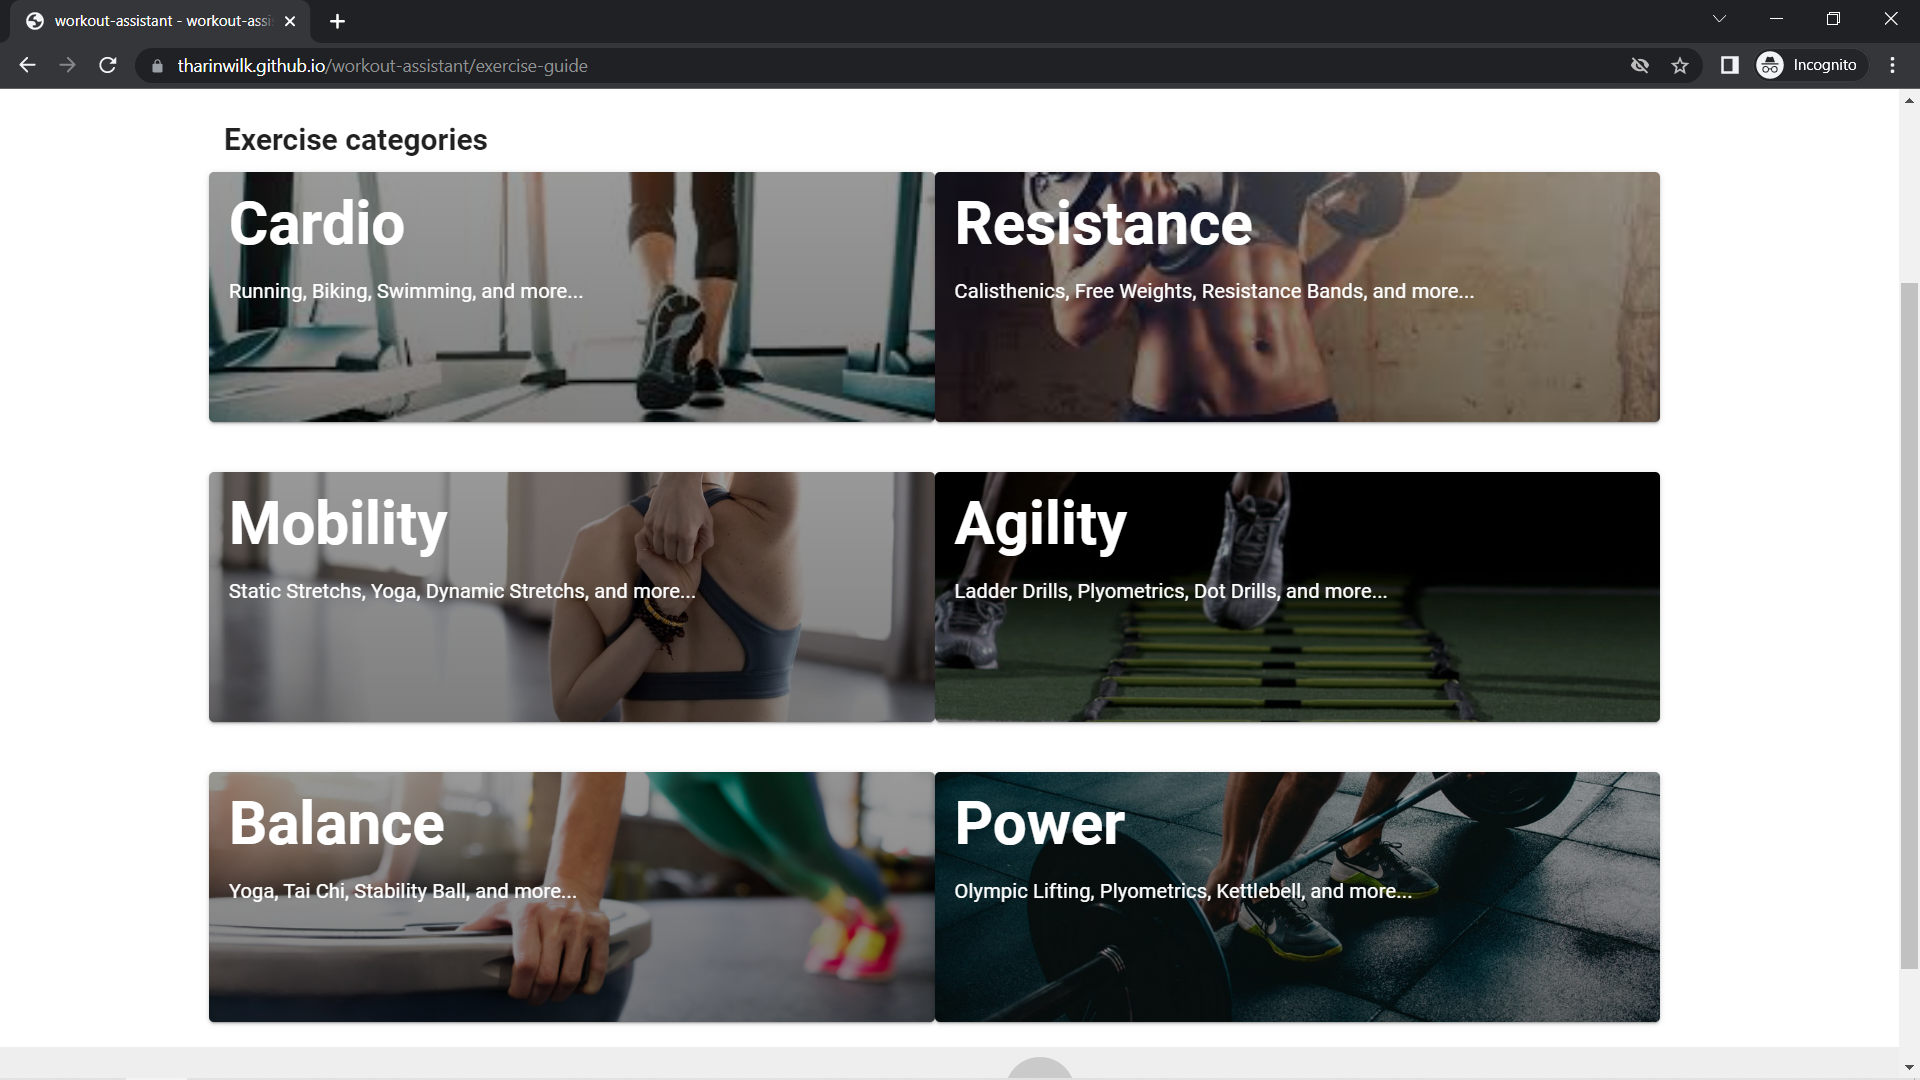 workout-assistant - workout-assi
tharinwilk.github.io/workout-assistant/exercise-guide
Incognito
Exercise categories
Cardio
Running, Biking, Swimming, and more...
Resistance
Calisthenics, Free Weights, Resistance Bands, and more...
Mobility
Static Stretchs, Yoga, Dynamic Stretchs, and more...
Agility
Ladder Drills, Plyometrics, Dot Drills, and more...
Balance
Yoga, Tai Chi, Stability Ball, and more...
Power
Olympic Lifting, Plyometrics, Kettlebell, and more...